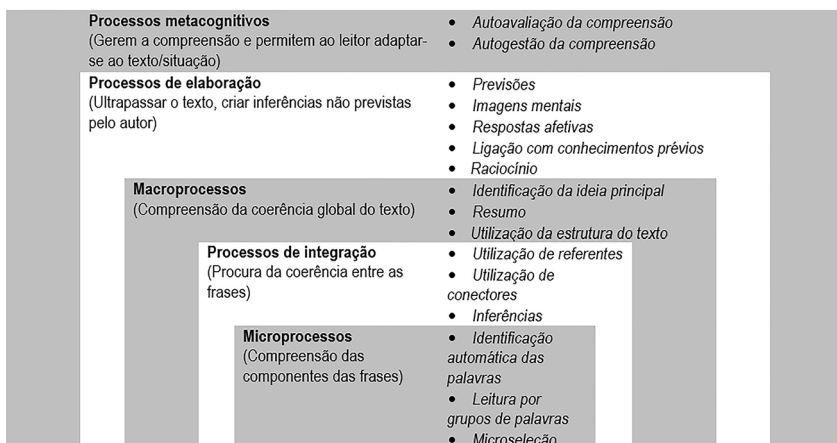 Processos metacognitivos
(Gerem a compreensão e permitem ao leitor adaptar-
se ao texto/situação)
• Autoavaliação da compreensão
• Autogestão da compreensão
Processos de elaboração
(Ultrapassar o texto, criar inferências não previstas
pelo autor)
• Previsões
• Imagens mentais
• Respostas afetivas
• Ligação com conhecimentos prévios
• Raciocínio
Macroprocessos
(Compreensão da coerência global do texto)
• Identificação da ideia principal
• Resumo
• Utilização da estrutura do texto
Processos de integração
(Procura da coerência entre as
frases)
• Utilização de referentes
• Utilização de
conectores
• Inferências
Microprocessos
(Compreensão das
componentes das frases)
• Identificação
automática das
palavras
• Leitura por
grupos de palavras
• Microseleção